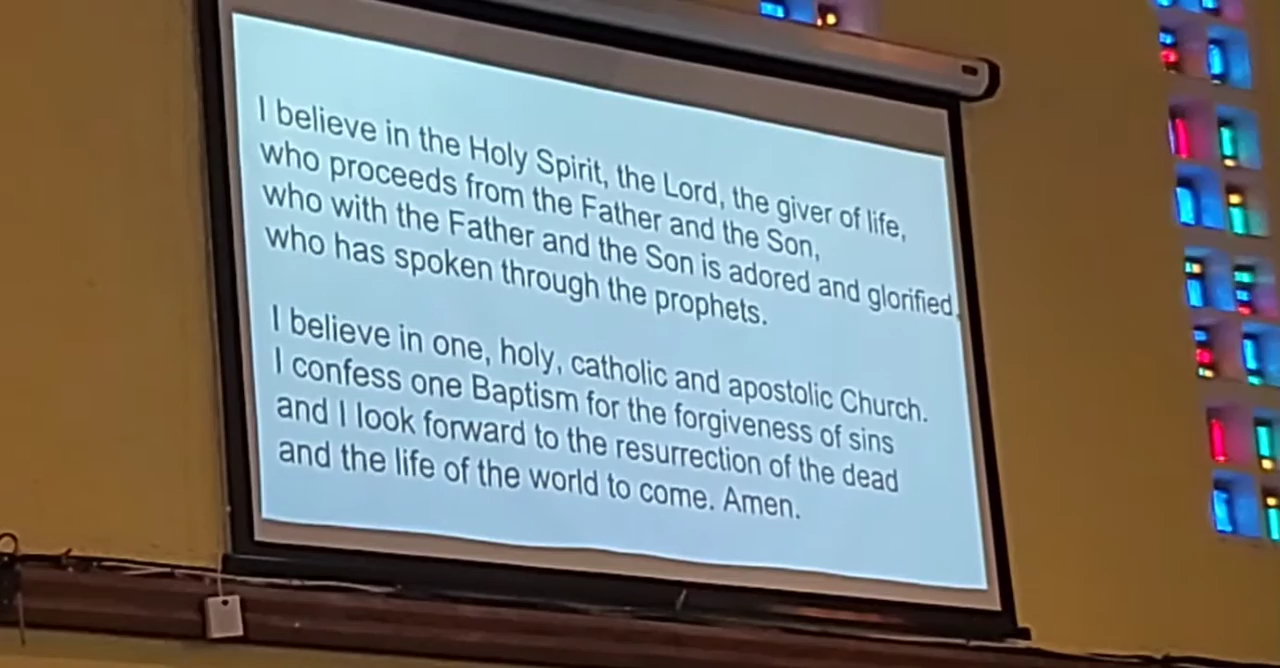 I believe in the Holy Spirit, the Lord, the giver of life,
who proceeds from the Father and the Son,
who with the Father and the Son is adored and glorified,
who has spoken through the prophets.
I believe in one, holy, catholic and apostolic Church.
I confess one Baptism for the forgiveness of sins
and I look forward to the resurrection of the dead
and the life of the world to come. Amen.